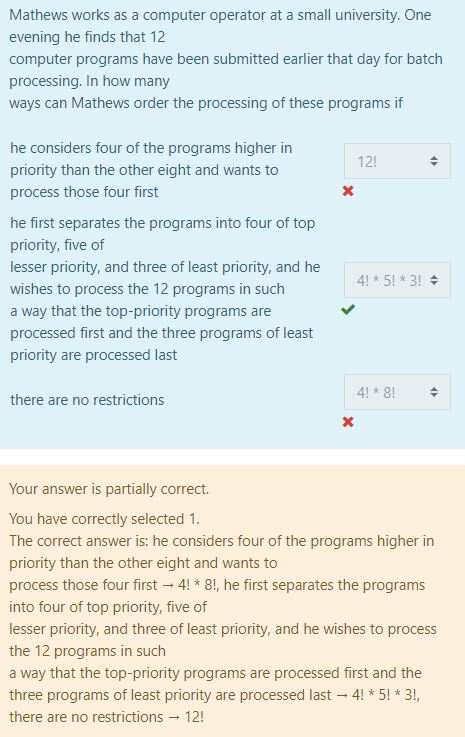 Mathews works as a computer operator at a small university. One
evening he finds that 12
computer programs have been submitted earlier that day for batch
processing. In how many
ways can Mathews order the processing of these programs if
he considers four of the programs higher in
priority than the other eight and wants to
process those four first
12!
he first separates the programs into four of top
priority, five of
lesser priority, and three of least priority, and he
wishes to process the 12 programs in such
a way that the top-priority programs are
processed first and the three programs of least
priority are processed last
4! * 5! * 3!
there are no restrictions
4! * 8!
Your answer is partially correct.
You have correctly selected 1.
The correct answer is: he considers four of the programs higher in
priority than the other eight and wants to
process those four first → 4! * 8!, he first separates the programs
into four of top priority, five of
lesser priority, and three of least priority, and he wishes to process
the 12 programs in such
a way that the top-priority programs are processed first and the
three programs of least priority are processed last → 4! * 5! * 3!,
there are no restrictions → 12!